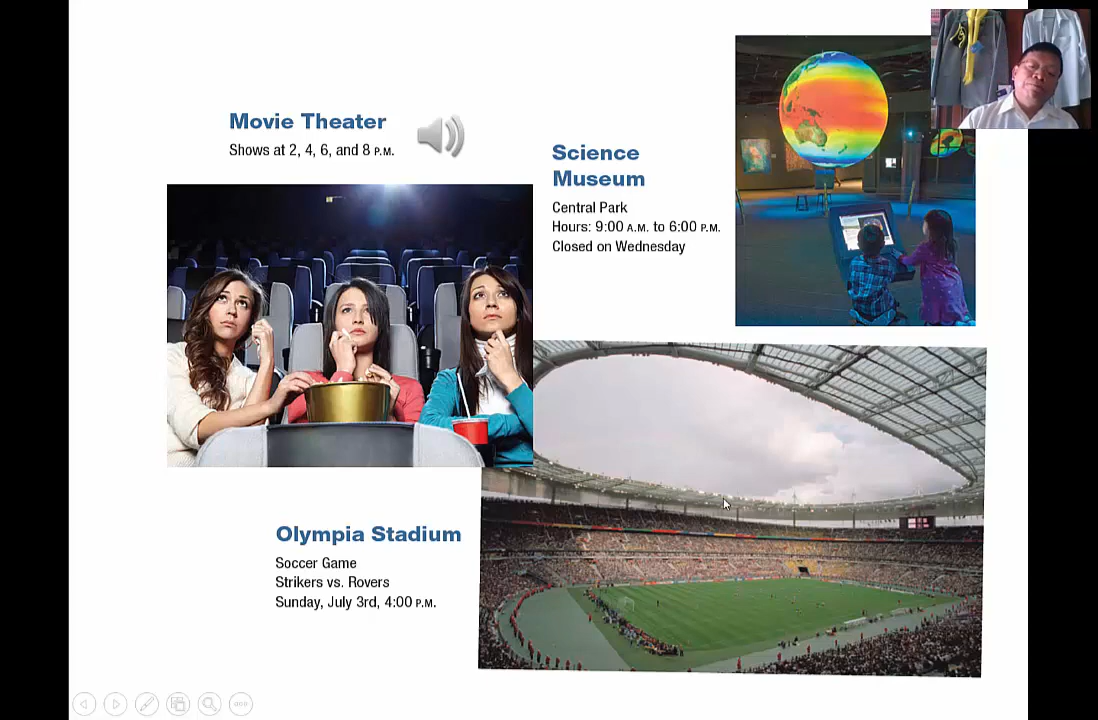 Movie Theater
Shows at 2, 4, 6, and 8 P.M.
Science
Museum
Central Park
Hours: 9:00 A.M. to 6:00 P.M.
Closed on Wednesday
Olympia Stadium
Soccer Game
Strikers vs. Rovers
Sunday, July 3rd, 4:00 P.M.